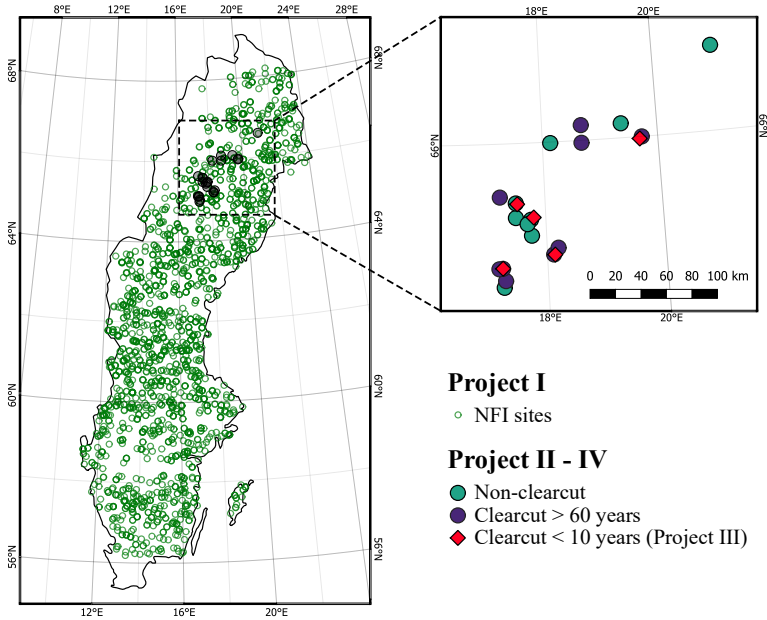 8°E 12°E 16°E 20°E 24°E 28°E
68°N
64°N
60°N
56°N
68°N
64°N
60°N
56°N
12°E 16°E 20°E
18°E 20°E
66°N
66°N
0 20 40 60 80 100 km
18°E 20°E
Project I
NFI sites
Project II - IV
Non-clearcut
Clearcut > 60 years
Clearcut < 10 years (Project III)